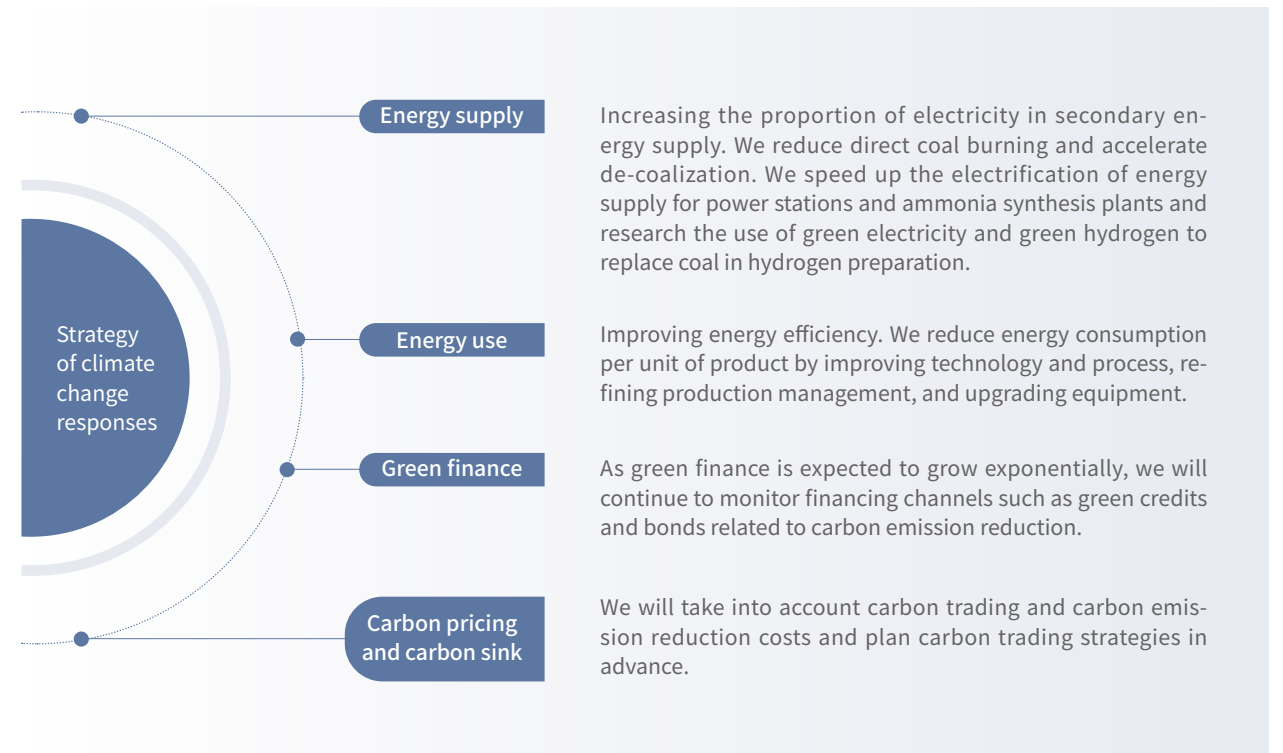 Strategy
of climate
change
responses
Energy supply
Increasing the proportion of electricity in secondary en-
ergy supply. We reduce direct coal burning and accelerate
de-coalization. We speed up the electrification of energy
supply for power stations and ammonia synthesis plants and
research the use of green electricity and green hydrogen to
replace coal in hydrogen preparation.
Energy use
Improving energy efficiency. We reduce energy consumption
per unit of product by improving technology and process, re-
fining production management, and upgrading equipment.
Green finance
As green finance is expected to grow exponentially, we will
continue to monitor financing channels such as green credits
and bonds related to carbon emission reduction.
Carbon pricing
and carbon sink
We will take into account carbon trading and carbon emis-
sion reduction costs and plan carbon trading strategies in
advance.